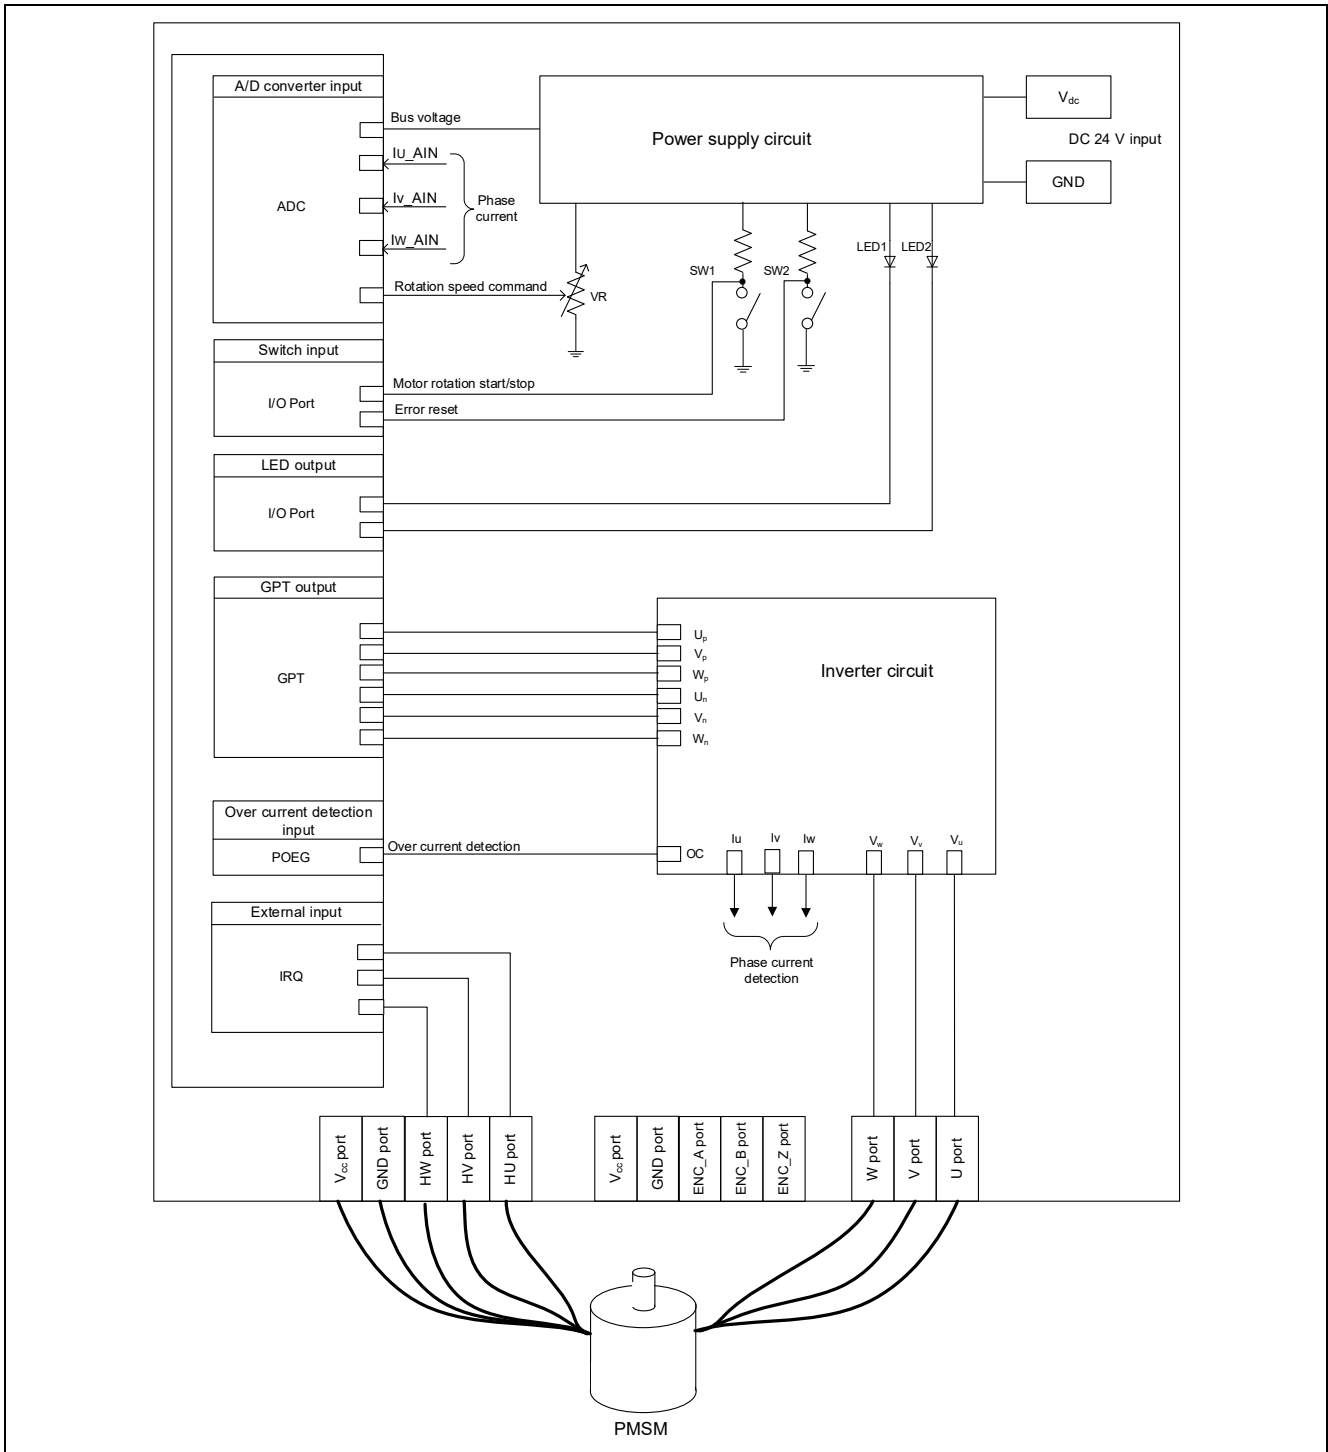 A/D converter input
ADC
Bus voltage
IU_AIN
Iv_AIN
Iw_AIN
Phase
current
Rotation speed command
Power supply circuit
Vdc
DC 24 V input
GND
VR
SW1
SW2
LED1
LED2
Switch input
I/O Port
Motor rotation start/stop
Error reset
LED output
I/O Port
GPT output
GPT
Up
Vp
Wp
Un
Vn
Wn
Inverter circuit
Over current detection
input
POEG
Over current detection
OC
Iu
Iv
Iw
Vw
Vv
Vu
Phase current
detection
External input
IRQ
Vcc port
GND port
HW port
HV port
HU port
Vcc port
GND port
ENC_A port
ENC_B port
ENC_Z port
W port
V port
U port
PMSM